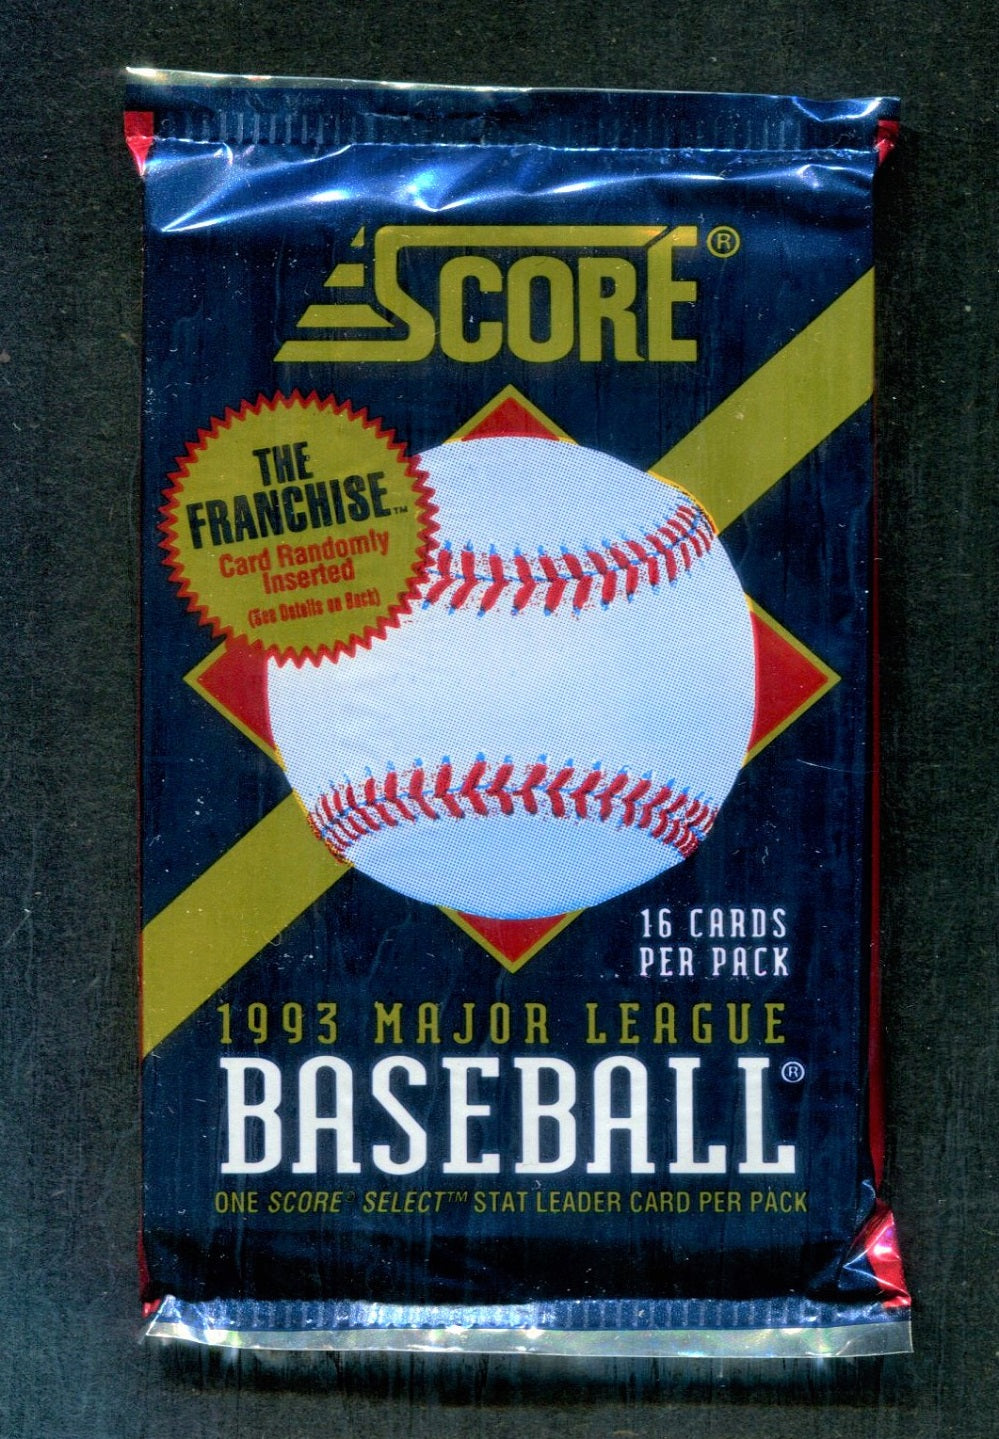 SCORE®
THE
FRANCHISE™
Card Randomly
Inserted
(See Details on Back)
16 CARDS
PER PACK
1993 MAJOR LEAGUE
BASEBALL®
ONE SCORE® SELECT™ STAT LEADER CARD PER PACK